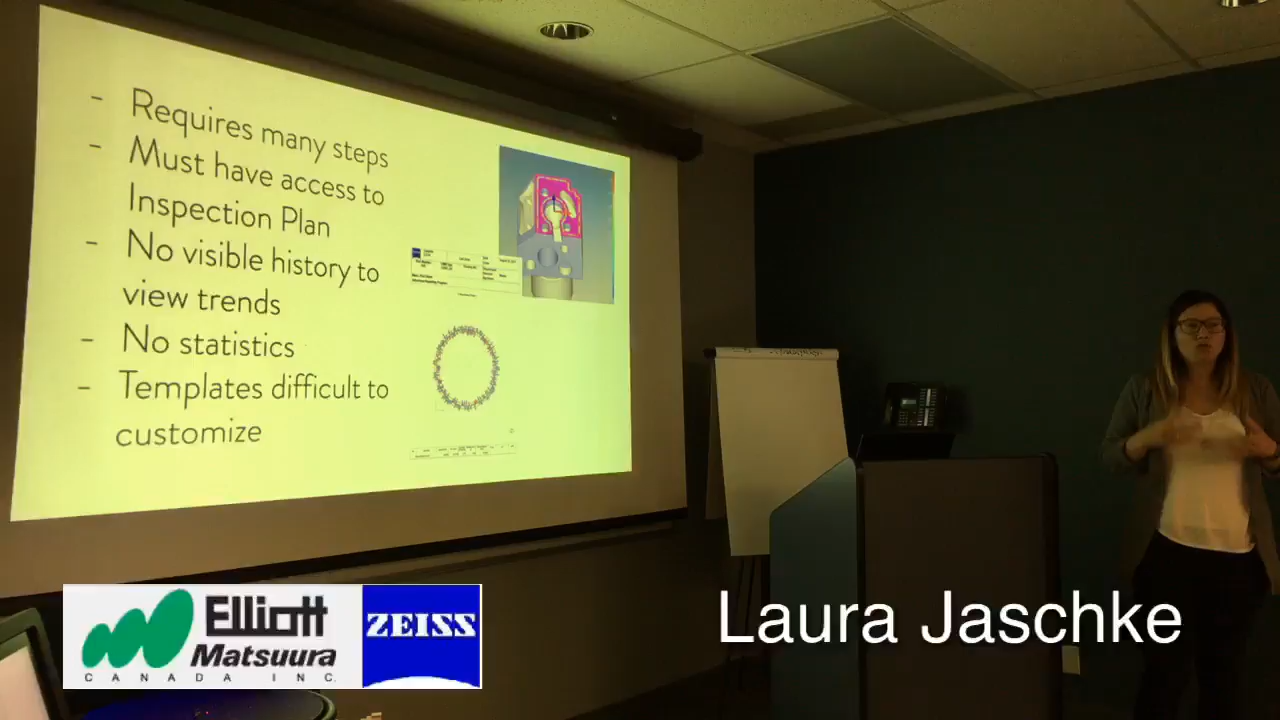 - Requires many steps
- Must have access to
Inspection Plan
- No visible history to
view trends
- No statistics
- Templates difficult to
customize
Elliott
Matsuura
CANADA INC.
ZEISS
Laura Jaschke